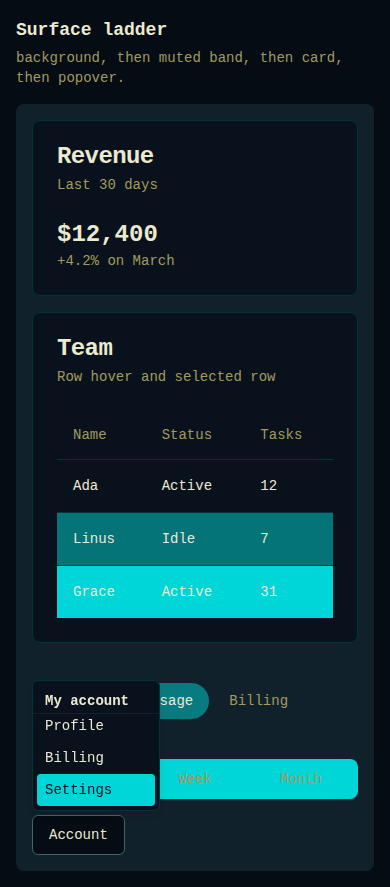 Surface ladder
background, then muted band, then card,
then popover.
Revenue
Last 30 days
$12,400
+4.2% on March
Team
Row hover and selected row
Name Status Tasks
Ada Active 12
Linus Idle 7
Grace Active 31
My account
Billing
Profile
Billing
Settings
Week Month
Account